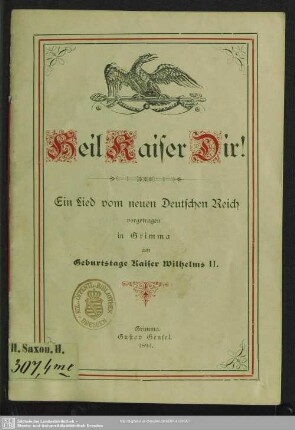 Heil Kaiſer Dir!
Ein Lied vom neuen Deutſchen Reich
vorgetragen
in Grimma
am
Geburtstage Kaiſer Wilhelms II.
Grimma.
Guſtav Genſel.
H. Saxon. H.
307,4 mc